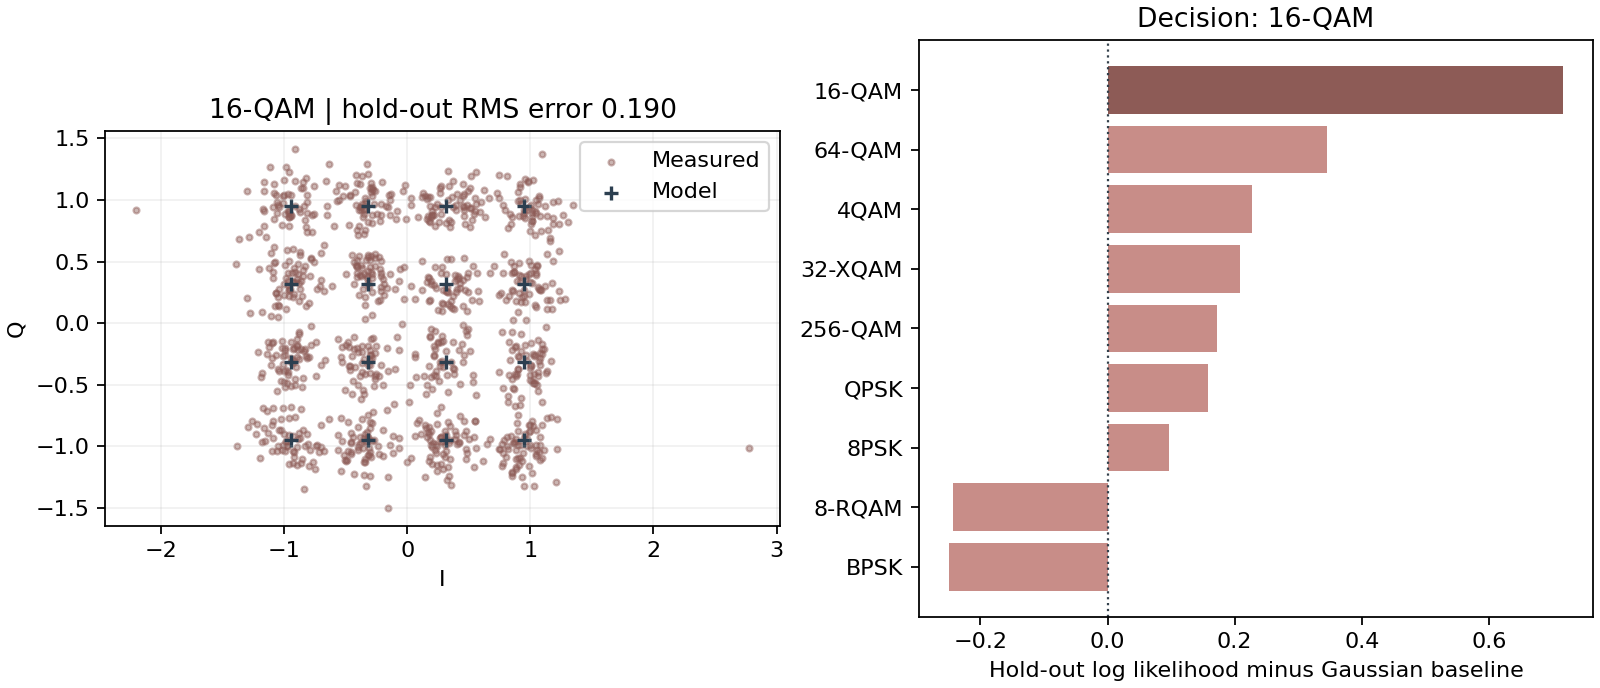 16-QAM | hold-out RMS error 0.190
1.5
1.0
0.5
0.0
−0.5
−1.0
−1.5
Q
−2
−1
0
1
2
3
I
Measured
Model
Decision: 16-QAM
16-QAM
64-QAM
4QAM
32-XQAM
256-QAM
QPSK
8PSK
8-RQAM
BPSK
−0.2
0.0
0.2
0.4
0.6
Hold-out log likelihood minus Gaussian baseline